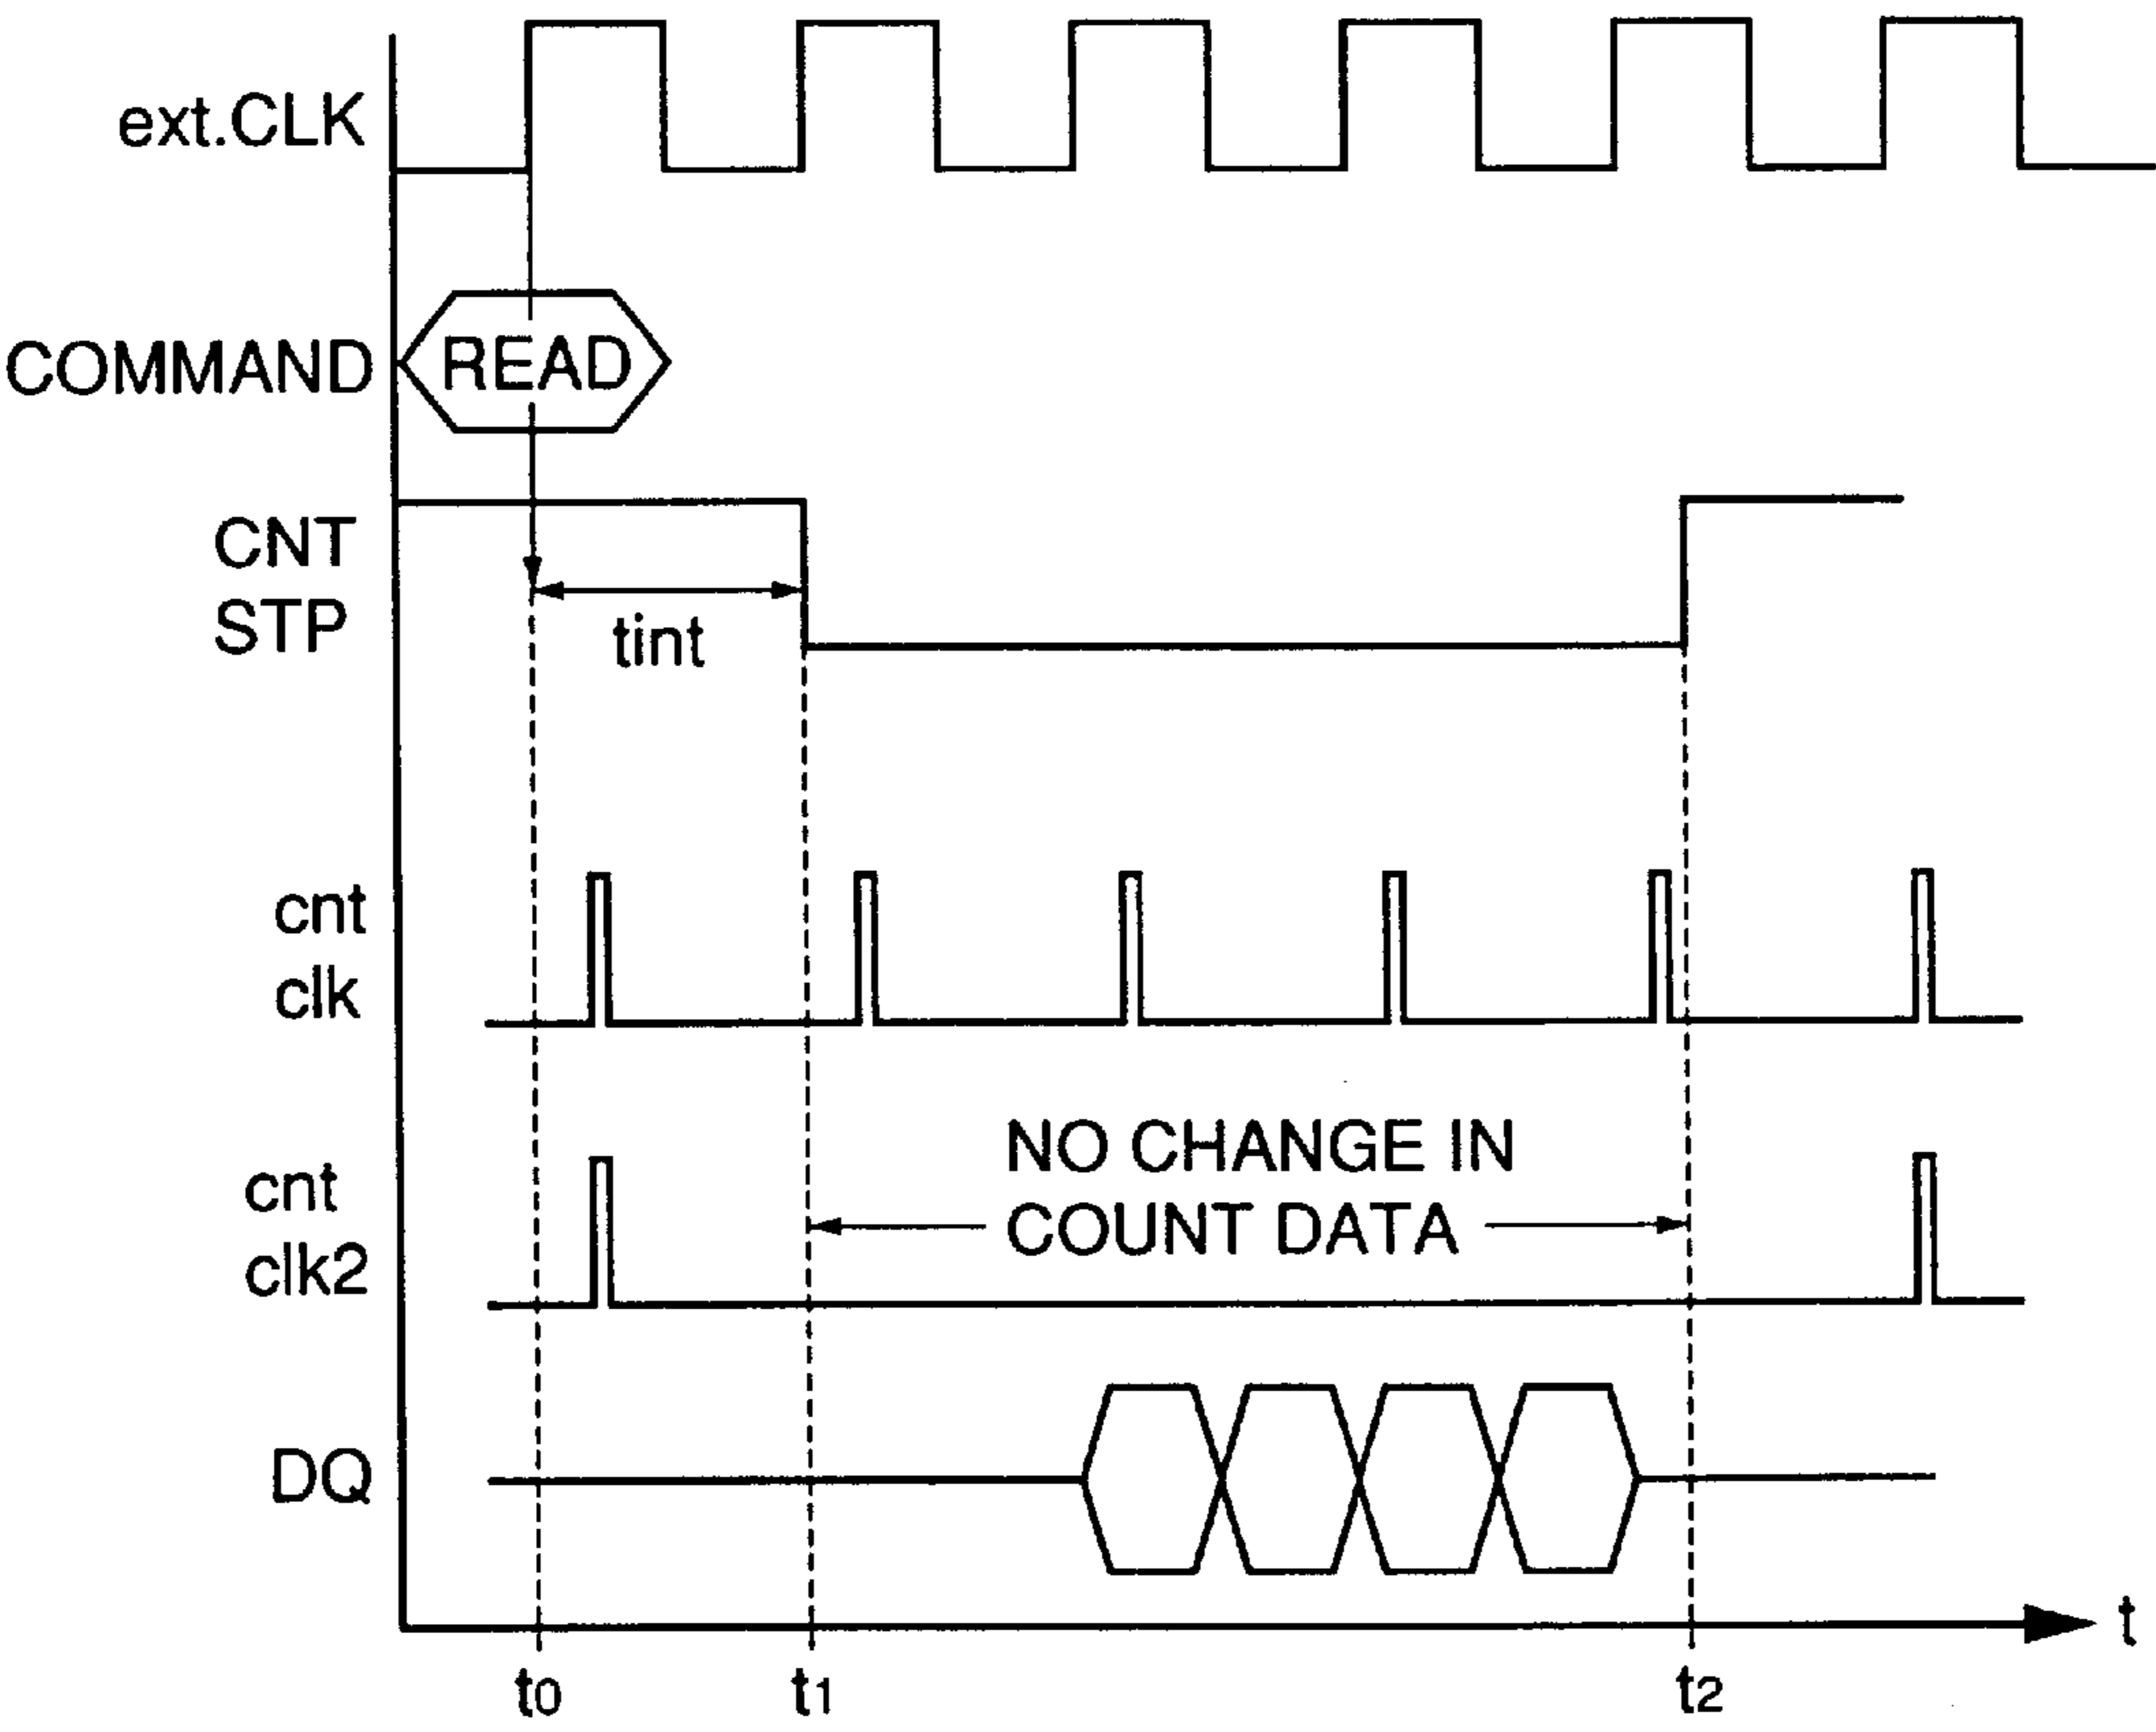 ext.CLK
COMMAND
READ
CNT
STP
tint
cnt
clk
NO CHANGE IN
COUNT DATA
cnt
clk2
DQ
t
t0
t1
t2